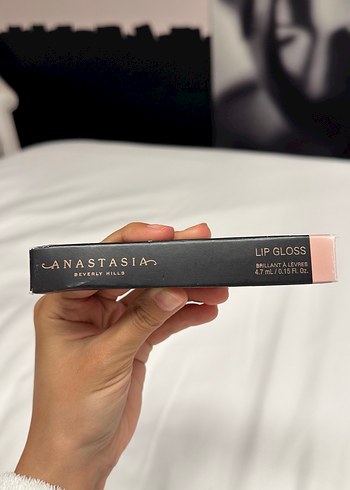 ANASTASIA
BEVERLY HILLS
LIP GLOSS
BRILLANT À LÈVRES
4.7 mL / 0.15 Fl. Oz.